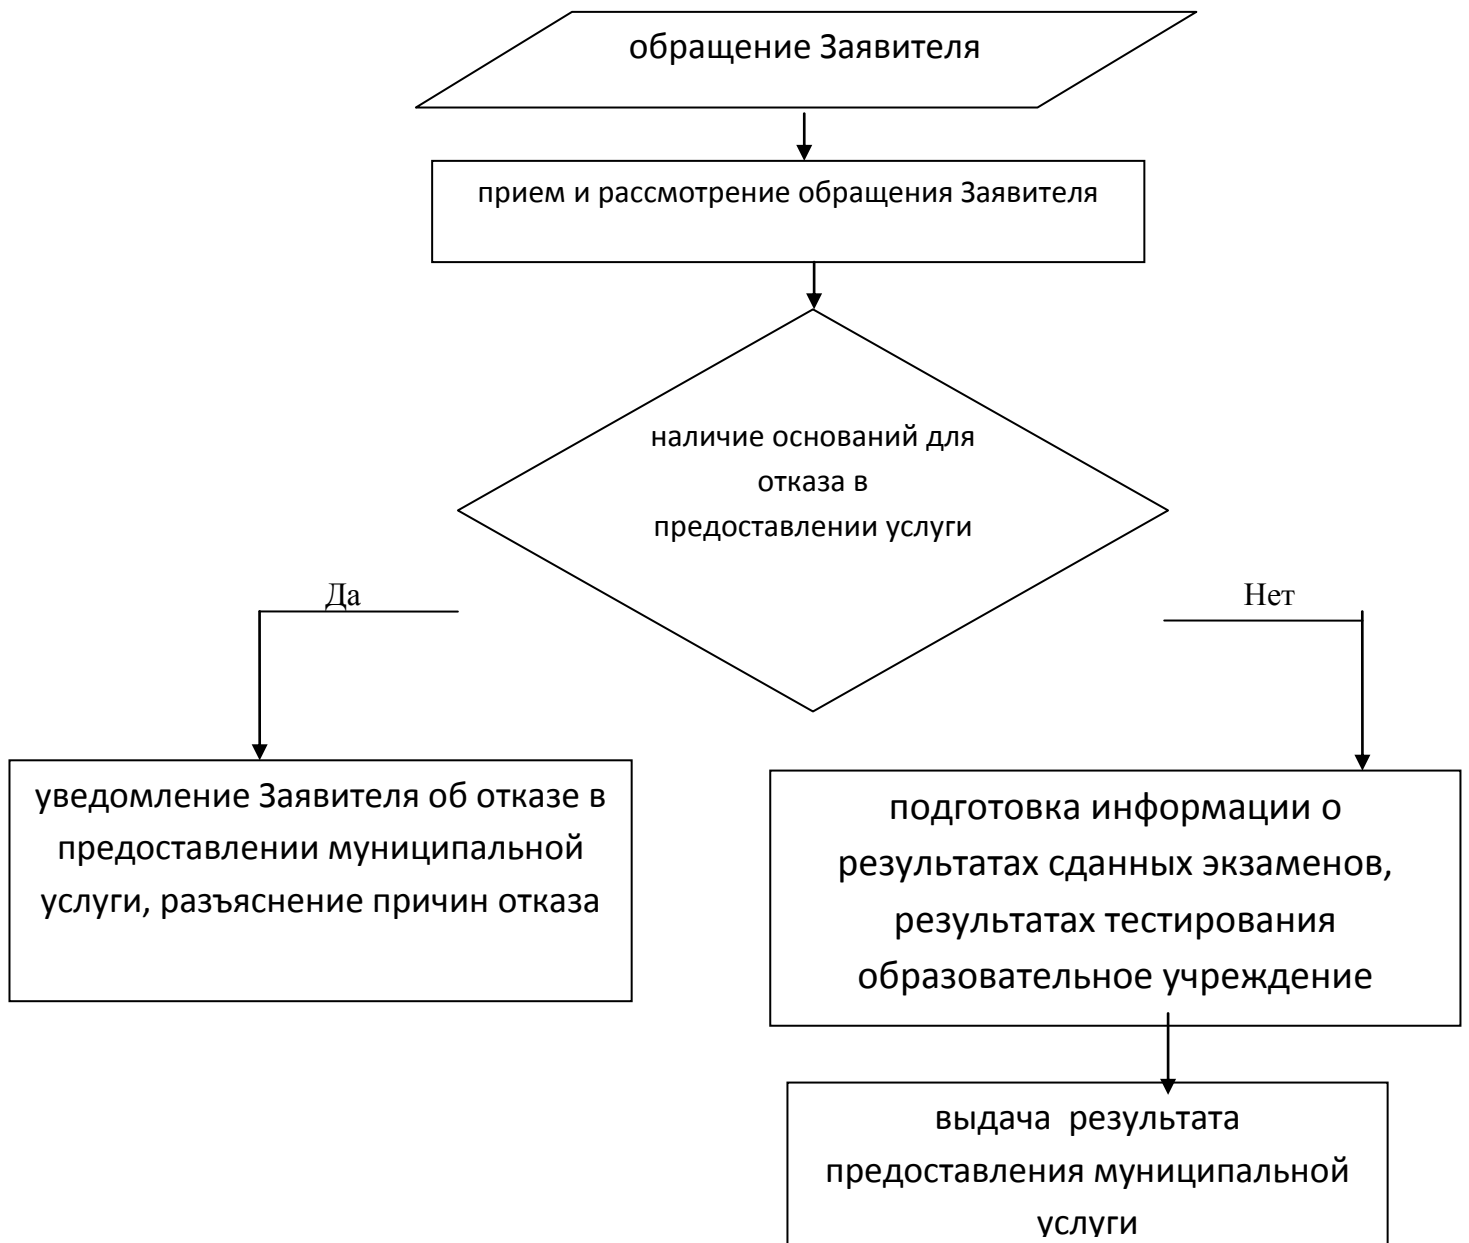 обращение Заявителя
прием и рассмотрение обращения Заявителя
наличие оснований для
отказа в
предоставлении услуги
Да
Нет
уведомление Заявителя об отказе в
предоставлении муниципальной
услуги, разъяснение причин отказа
подготовка информации о
результатах сданных экзаменов,
результатах тестирования
образовательное учреждение
выдача результата
предоставления муниципальной
услуги